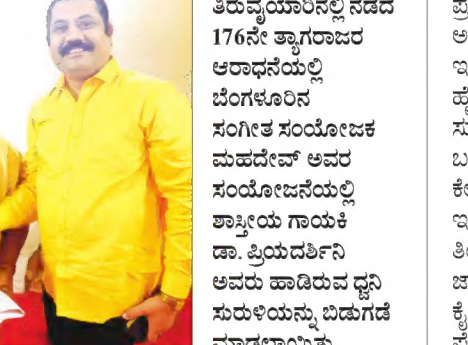 ತಿರುವೈಯಾರಿನಲ್ಲಿ ನಡೆದ
176ನೇ ತ್ಯಾಗರಾಜರ
ಆರಾಧನೆಯಲ್ಲಿ
ಬೆಂಗಳೂರಿನ
ಸಂಗೀತ ಸಂಯೋಜಕ
ಮಹದೇವ್ ಅವರ
ಸಂಯೋಜನೆಯಲ್ಲಿ
ಶಾಸ್ತ್ರೀಯ ಗಾಯಕಿ
ಡಾ. ಪ್ರಿಯದರ್ಶಿನಿ
ಅವರು ಹಾಡಿರುವ ಧ್ವನಿ
ಸುರುಳಿಯನ್ನು ಬಿಡುಗಡೆ
ಮಾಡಲಾಯಿತು